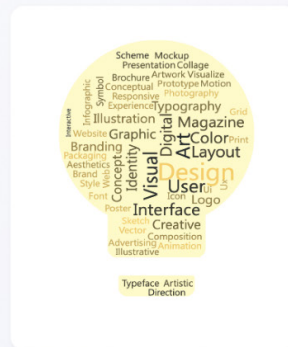 Scheme Mockup
Presentation Collage
Brochure Artwork Visualize
Infographic Symbol Conceptual Prototype Motion
Responsive Photography
Interactive Experience Typography Grid
Illustration Digital Magazine
Website Graphic Art Color Print
Branding Layout
Packaging Concept Identity Visual Design
Aesthetics
Brand Web User UI
Style Icon Logo
Font
Poster Interface
Sketch Creative
Vector Composition
Advertising Animation
Illustrative
Typeface Artistic
Direction